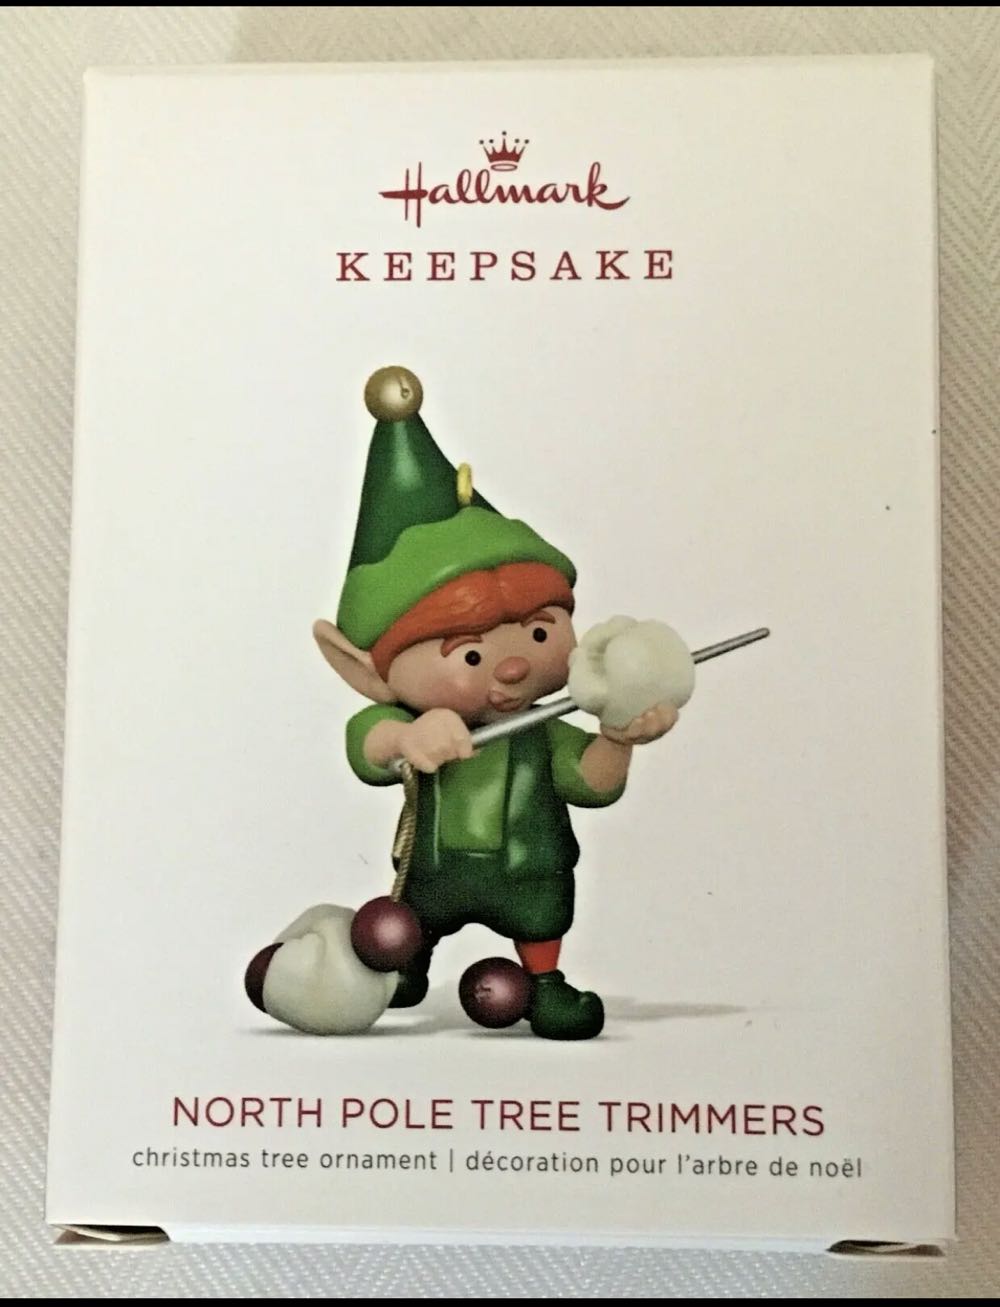 Hallmark
KEEPSAKE
NORTH POLE TREE TRIMMERS
christmas tree ornament | décoration pour l'arbre de noël